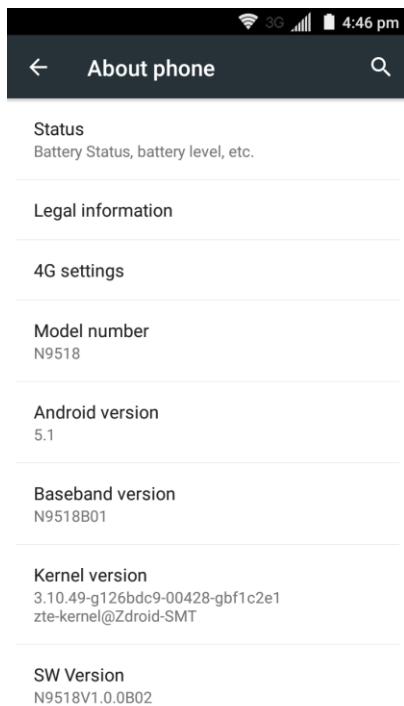 3G 4:46 pm
About phone
Status
Battery Status, battery level, etc.
Legal information
4G settings
Model number
N9518
Android version
5.1
Baseband version
N9518B01
Kernel version
3.10.49-g126bdc9-00428-gbf1c2e1
zte-kernel@Zdroid-SMT
SW Version
N9518V1.0.0B02